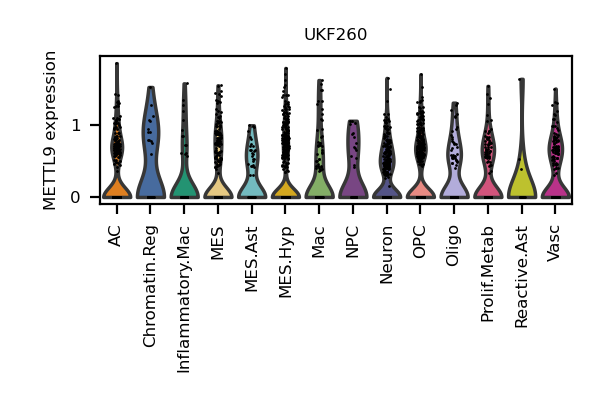 UKF260
METTL9 expression
1
0
AC
Chromatin.Reg
Inflammatory.Mac
MES
MES.Ast
MES.Hyp
Mac
NPC
Neuron
OPC
Oligo
Prolif.Metab
Reactive.Ast
Vasc